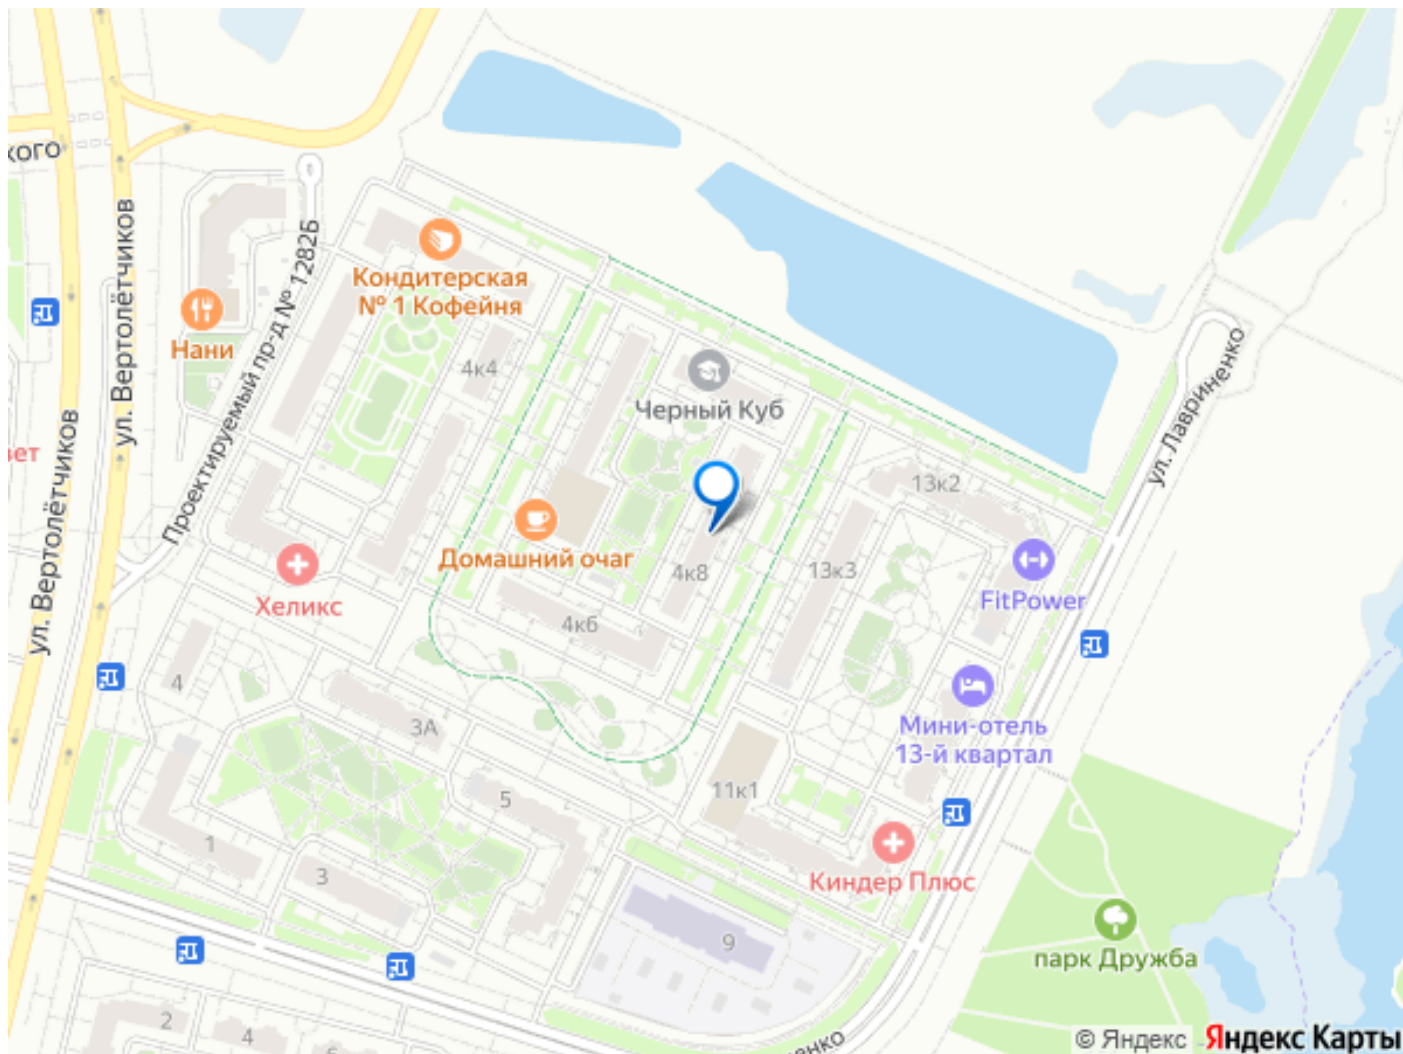 кого
ул. Вертолётчиков
Проектируемый пр-д № 1282Б
Кондитерская
№ 1 Кофейня
Нани
4к4
Черный Куб
ул. Лавриненко
ул. Вертолётчиков
13к2
Домашний очаг
4к8
13к3
FitPower
Хеликс
4к6
4
3А
Мини-отель
13-й квартал
5
11к1
1
3
Киндер Плюс
9
парк Дружба
2
4
енко
© Яндекс Яндекс Карты